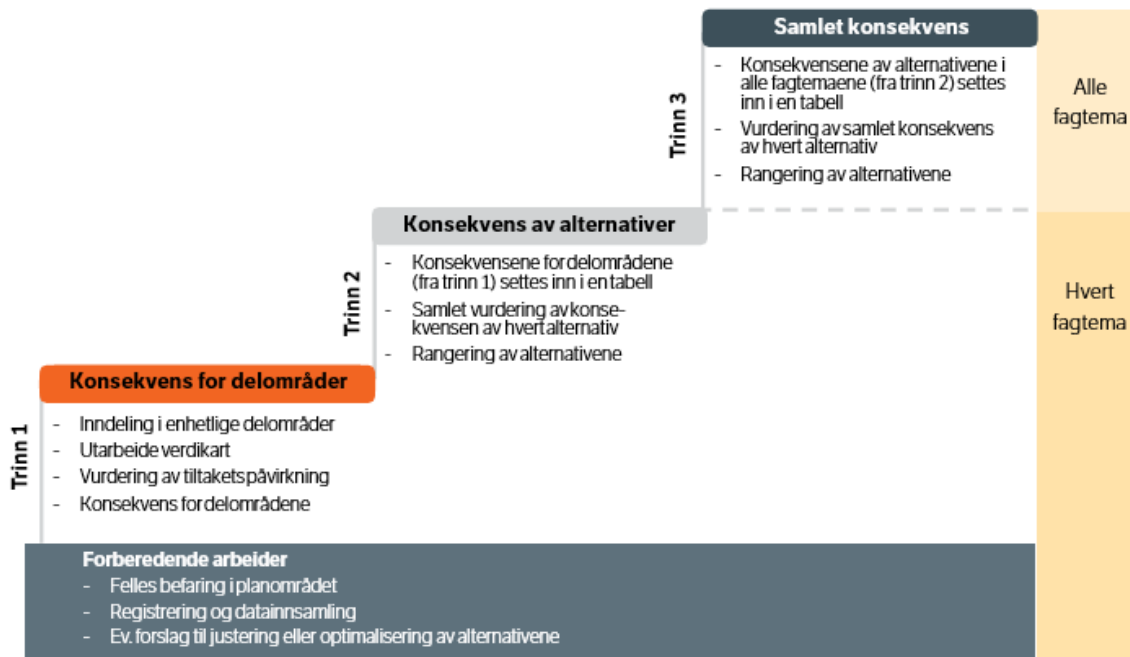 Samlet konsekvens
Trinn 3
- Konsekvensene av alternativene i
alle fagtemaene (fra trinn 2) settes
inn i en tabell
- Vurdering av samlet konsekvens
av hvert alternativ
- Rangering av alternativene
Alle
fagtema
Konsekvens av alternativer
Trinn 2
- Konsekvensene for delområdene
(fra trinn 1) settes inn i en tabell
- Samlet vurdering av konse-
kvensen av hvert alternativ
- Rangering av alternativene
Hvert
fagtema
Konsekvens for delområder
Trinn 1
- Inndeling i enhetlige delområder
- Utarbeide verdikart
- Vurdering av tiltakets påvirkning
- Konsekvens for delområdene
Forberedende arbeider
- Felles befaring i planområdet
- Registrering og datainnsamling
- Ev. forslag til justering eller optimalisering av alternativene